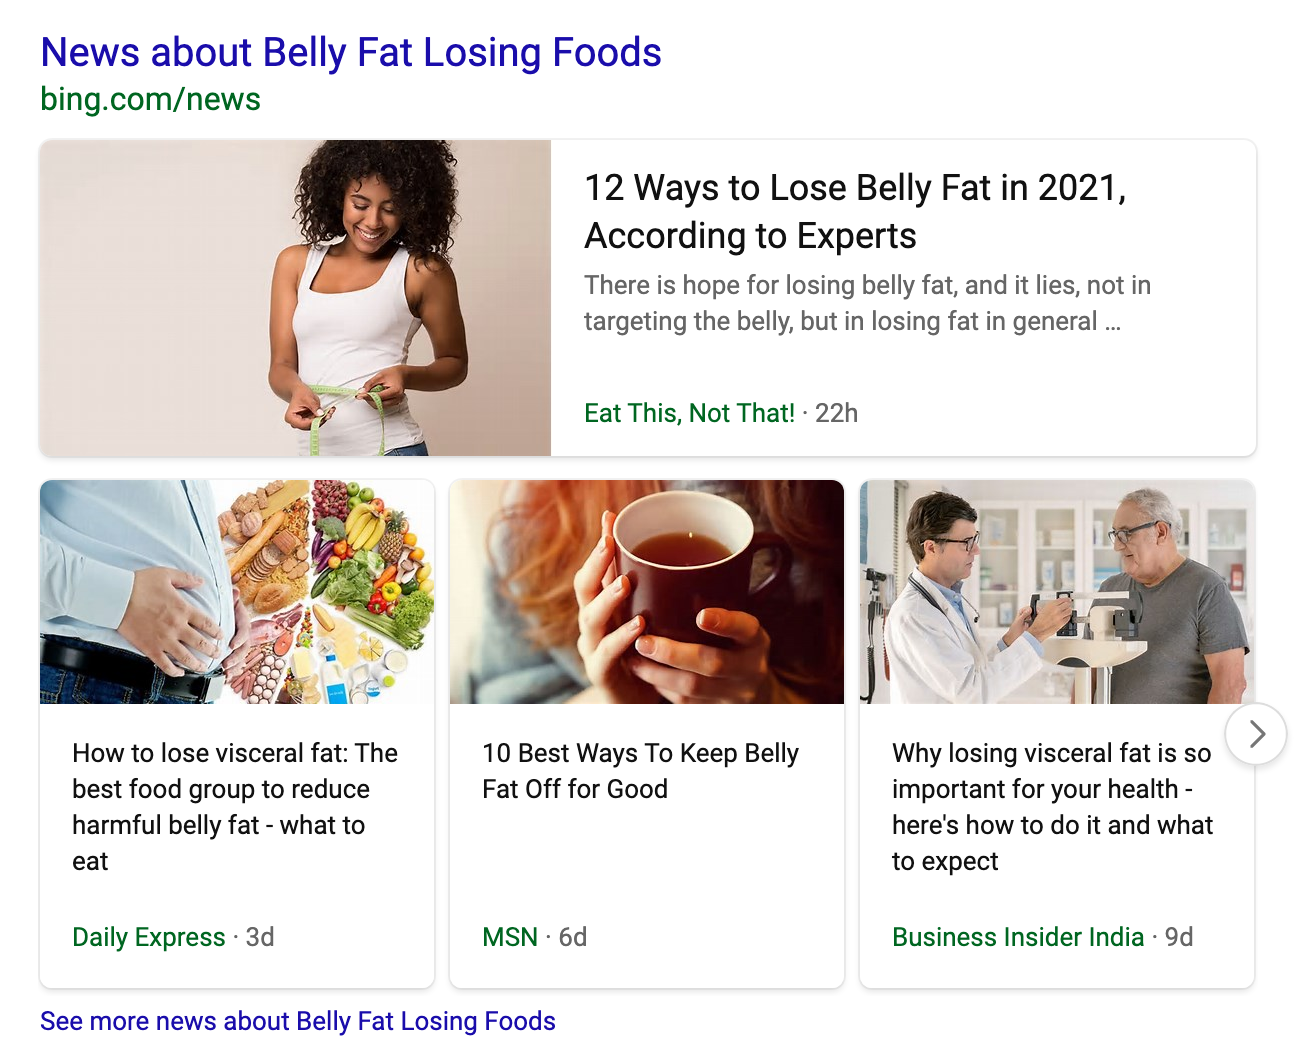 News about Belly Fat Losing Foods
bing.com/news
12 Ways to Lose Belly Fat in 2021,
According to Experts
There is hope for losing belly fat, and it lies, not in
targeting the belly, but in losing fat in general ...
Eat This, Not That! · 22h
How to lose visceral fat: The
best food group to reduce
harmful belly fat - what to
eat
Daily Express · 3d
10 Best Ways To Keep Belly
Fat Off for Good
MSN · 6d
Why losing visceral fat is so
important for your health -
here's how to do it and what
to expect
Business Insider India · 9d
See more news about Belly Fat Losing Foods